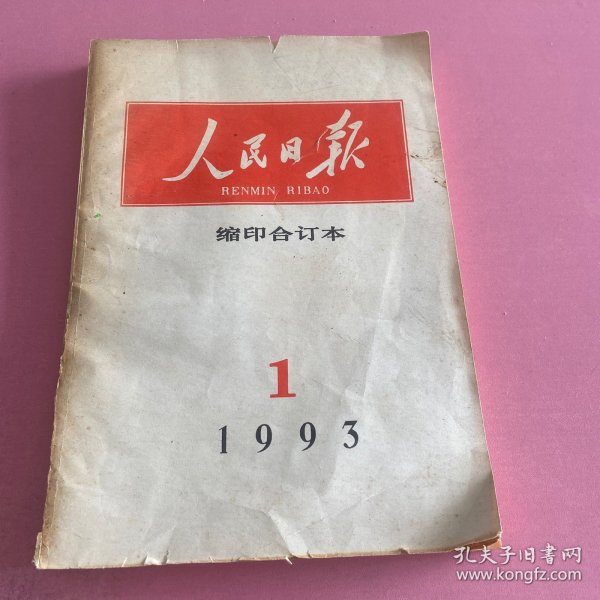 人民日报
RENMIN RIBAO
缩印合订本
1
1993
孔夫子旧书网
www.kongfz.com